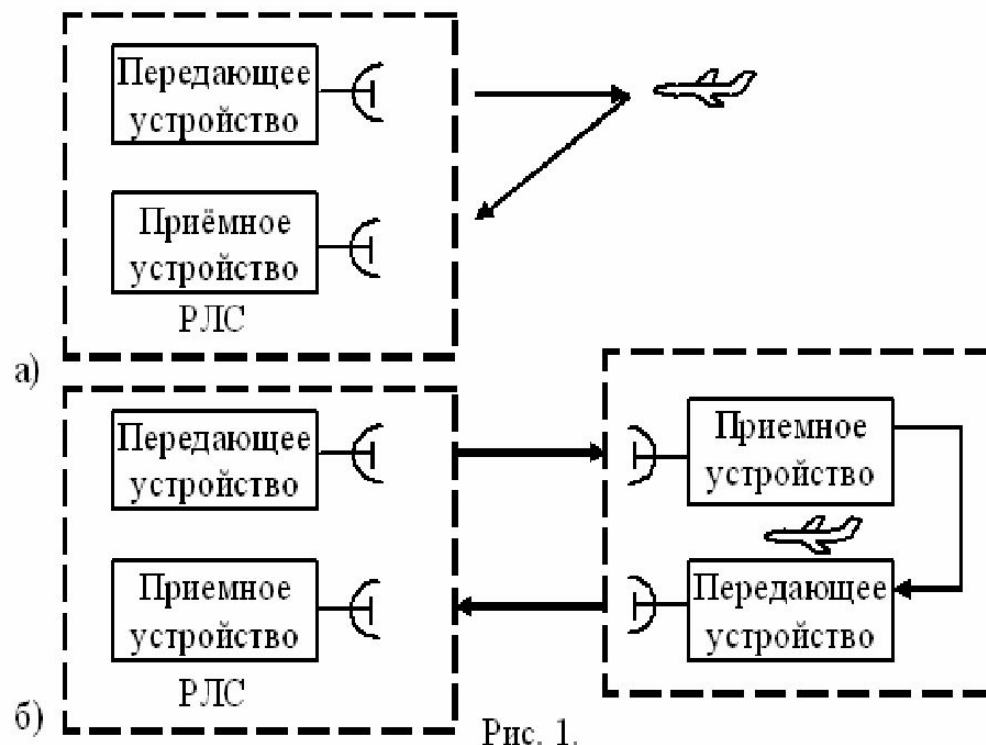 Передающее
устройство
Приёмное
устройство
РЛС
а)
Передающее
устройство
Приемное
устройство
РЛС
Приемное
устройство
Передающее
устройство
б)
Рис. 1.